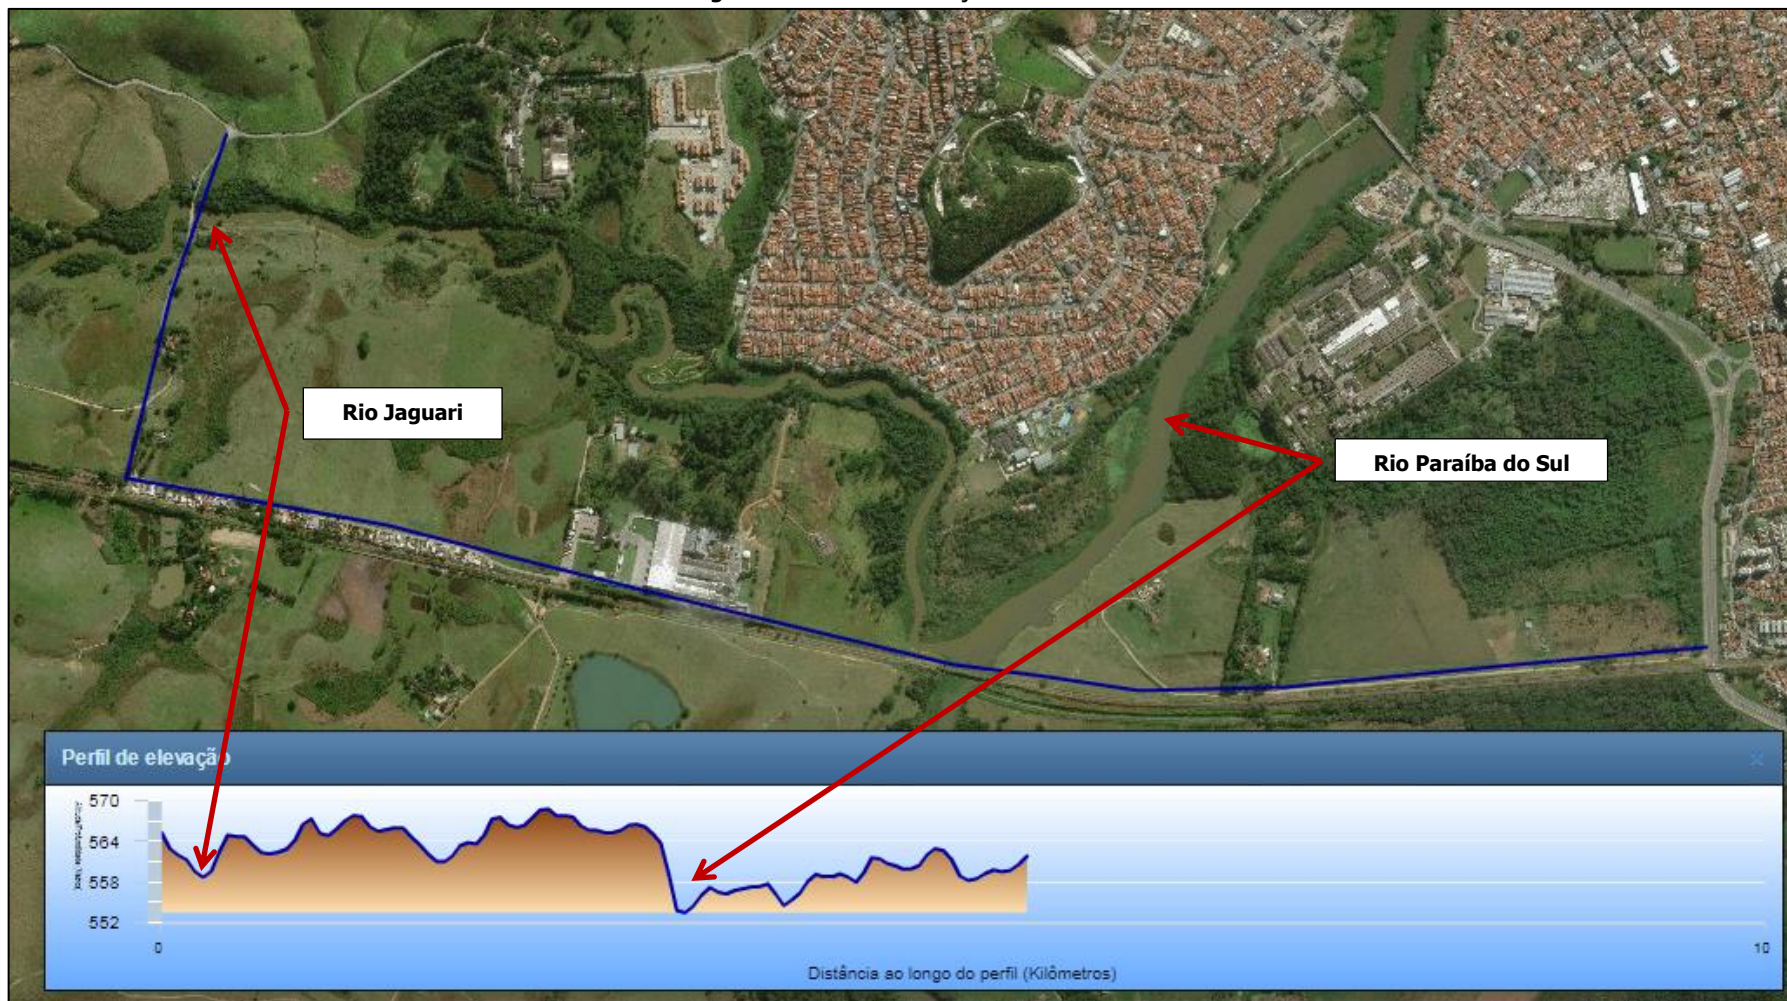 Rio Jaguari
Rio Paraíba do Sul
Perfil de elevação
570
564
558
552
0
10
Distância ao longo do perfil (Kilômetros)